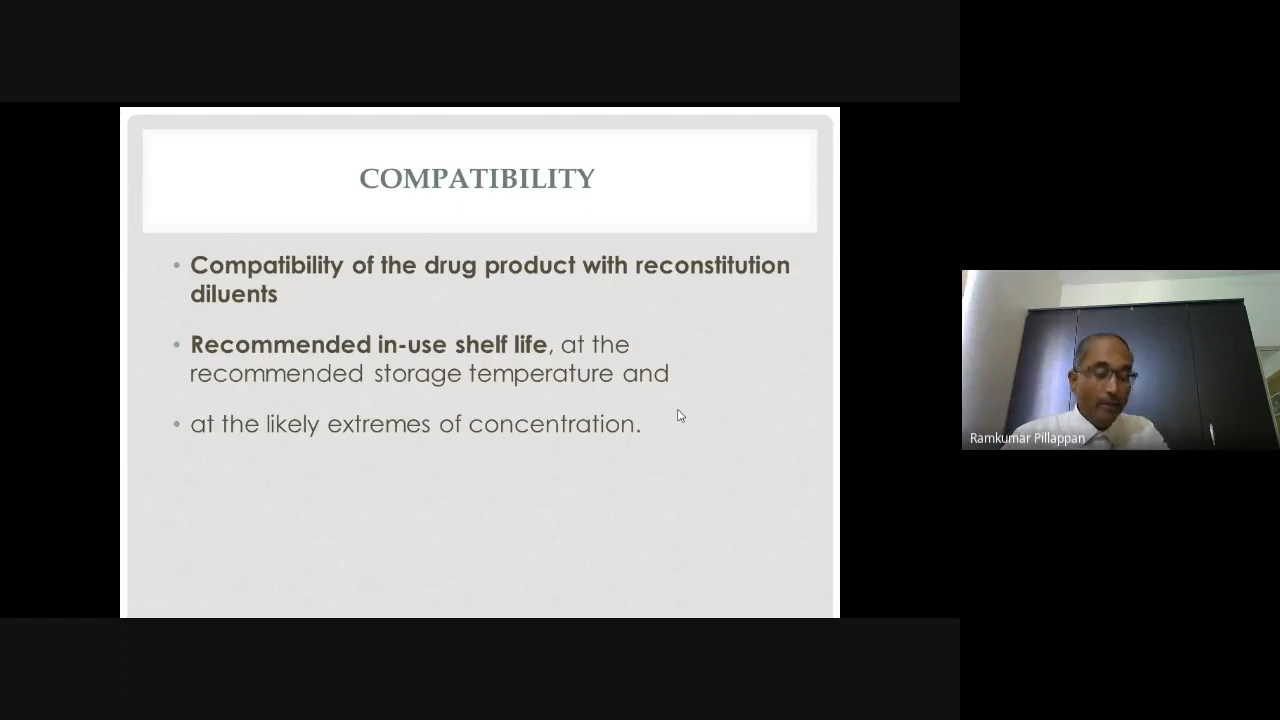 COMPATIBILITY
• Compatibility of the drug product with reconstitution
diluents
• Recommended in-use shelf life, at the
recommended storage temperature and
• at the likely extremes of concentration.
Ramkumar Pillappan